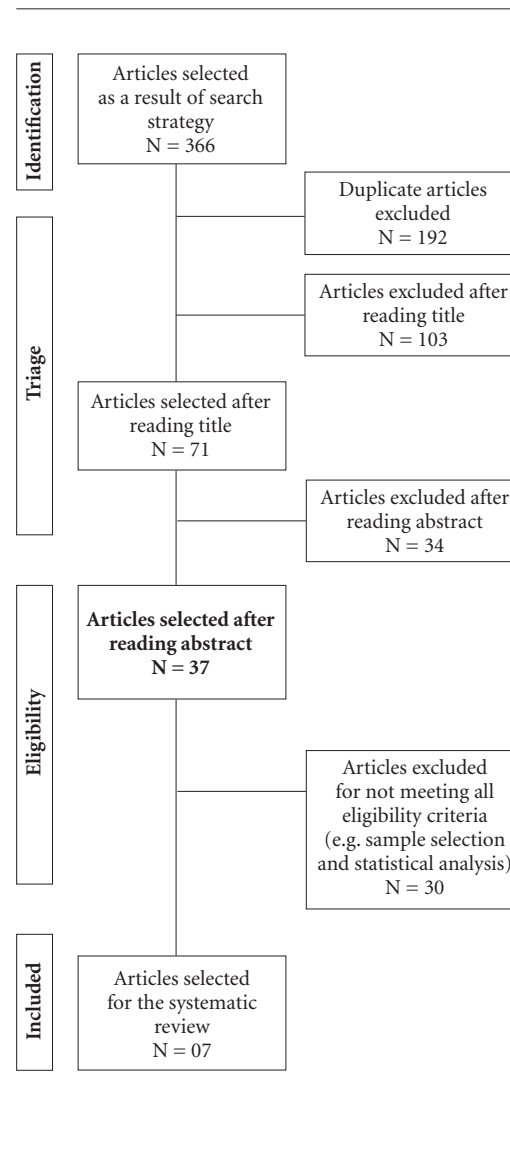 Identification
Articles selected
as a result of search
strategy
N = 366
Duplicate articles
excluded
N = 192
Triage
Articles excluded after
reading title
N = 103
Articles selected after
reading title
N = 71
Articles excluded after
reading abstract
N = 34
Eligibility
Articles selected after
reading abstract
N = 37
Articles excluded
for not meeting all
eligibility criteria
(e.g. sample selection
and statistical analysis)
N = 30
Included
Articles selected
for the systematic
review
N = 07